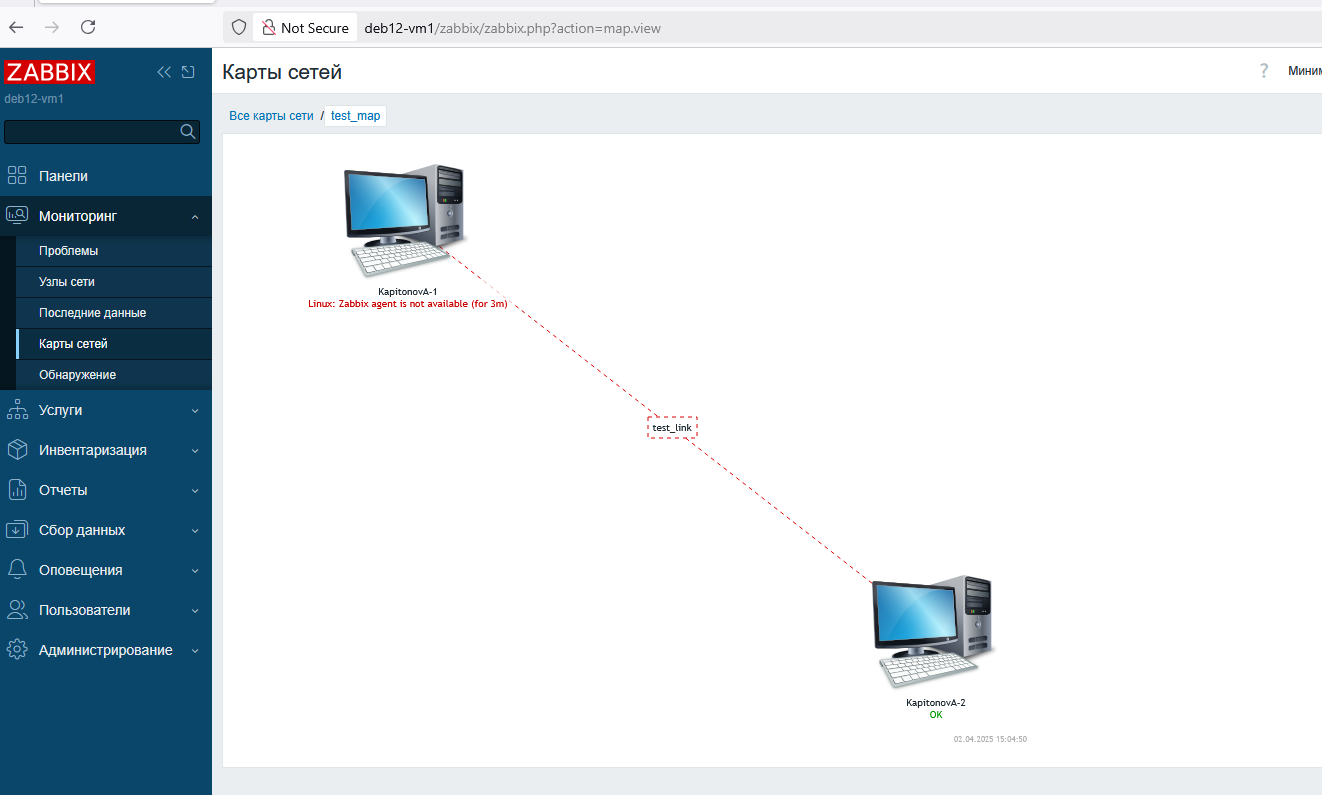 Not Secure
deb12-vm1/zabbix/zabbix.php?action=map.view
ZABBIX
deb12-vm1
Панели
Мониторинг
Проблемы
Узлы сети
Последние данные
Карты сетей
Обнаружение
Услуги
Инвентаризация
Отчеты
Сбор данных
Оповещения
Пользователи
Администрирование
Карты сетей
?
Все карты сети / test_map
KapitonovA-1
Linux: Zabbix agent is not available (for 3m)
test_link
KapitonovA-2
OK
02.04.2025 15:04:50